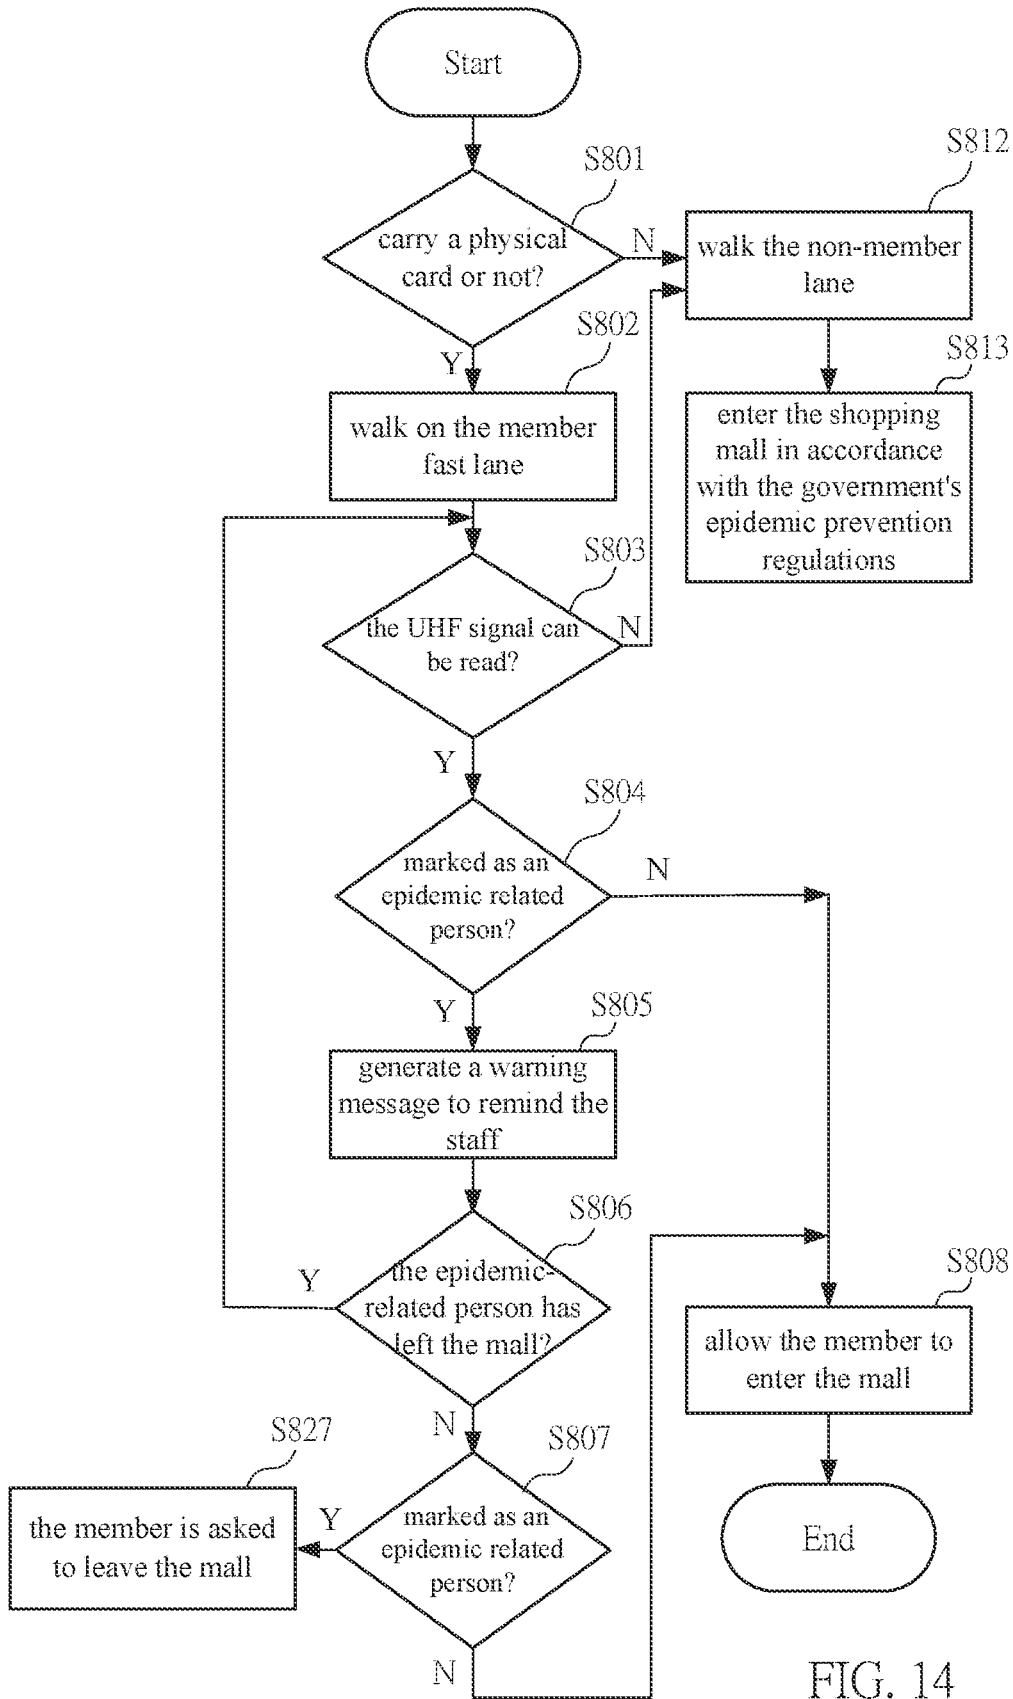 Start
S801
carry a physical
card or not?
N
S812
walk the non-member
lane
Y
S802
walk on the member
fast lane
S813
enter the shopping
mall in accordance
with the government's
epidemic prevention
regulations
S803
the UHF signal can
be read?
N
Y
S804
marked as an
epidemic related
person?
N
Y
S805
generate a warning
message to remind the
staff
S806
the epidemic-
related person has
left the mall?
Y
N
S808
allow the member to
enter the mall
S827
the member is asked
to leave the mall
S807
marked as an
epidemic related
person?
Y
N
End
FIG. 14